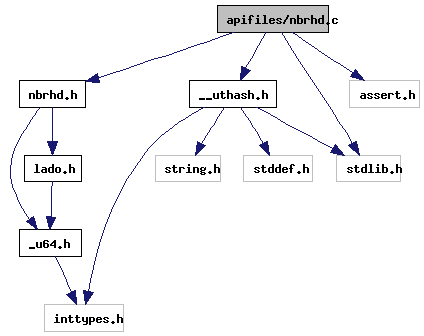 apifiles/nbrhd.c
nbrhd.h
__uthash.h
assert.h
lado.h
string.h
stddef.h
stdlib.h
_u64.h
inttypes.h